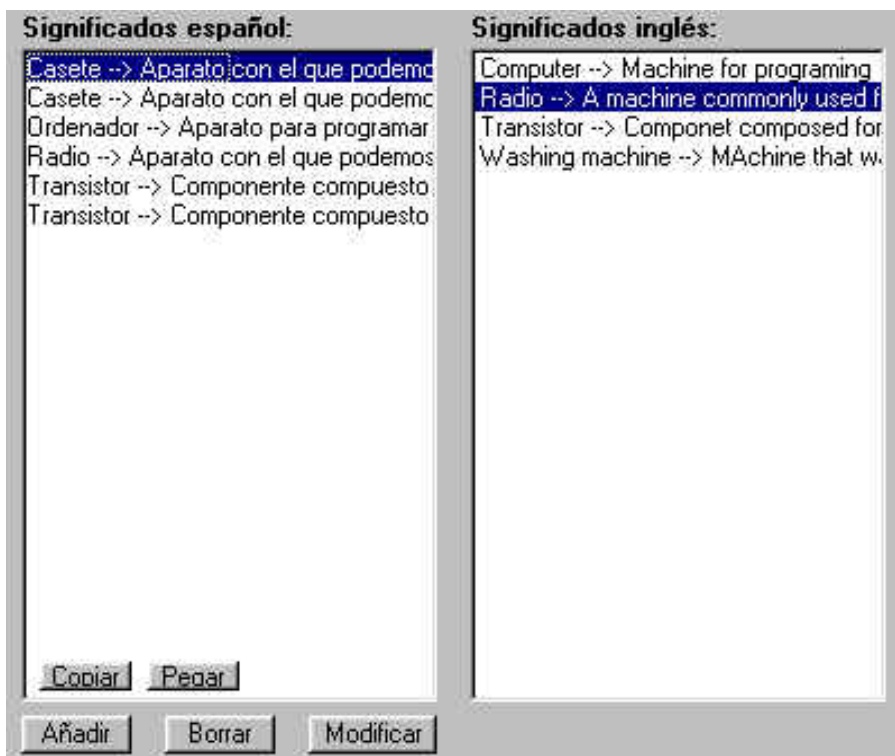 Significados español:
Casete --> Aparato con el que podemo
Casete --> Aparato con el que podemo
Ordenador --> Aparato para programar
Radio --> Aparato con el que podemos
Transistor --> Componente compuesto
Transistor --> Componente compuesto
Copiar Pegar
Añadir Borrar Modificar
Significados inglés:
Computer --> Machine for programing
Radio --> A machine commonly used f
Transistor --> Componet composed for
Washing machine --> MAchine that wa